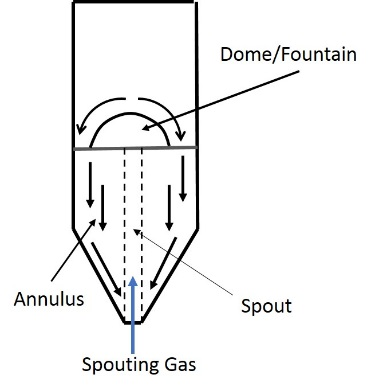 Dome/Fountain
Annulus
Spout
Spouting Gas